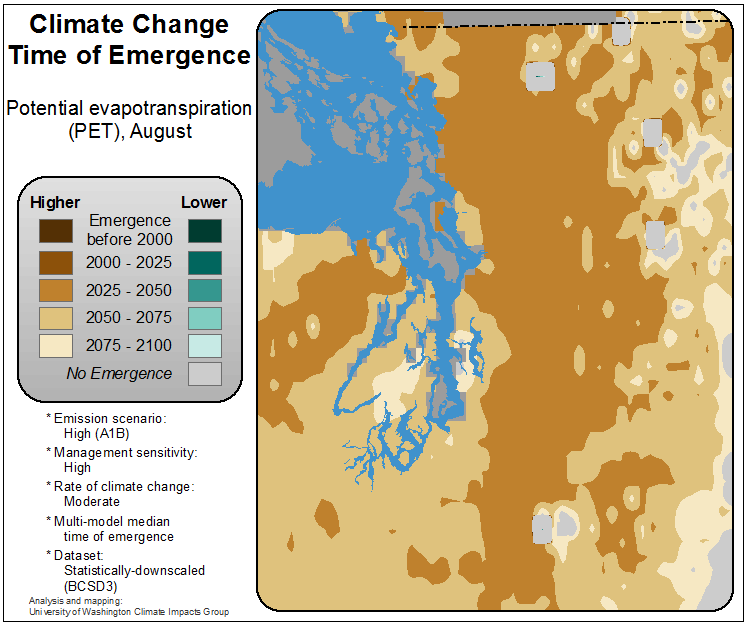 Climate Change
Time of Emergence
Potential evapotranspiration
(PET), August
Higher Lower
Emergence
before 2000
2000 - 2025
2025 - 2050
2050 - 2075
2075 - 2100
No Emergence
* Emission scenario:
High (A1B)
* Management sensitivity:
High
* Rate of climate change:
Moderate
* Multi-model median
time of emergence
* Dataset:
Statistically-downscaled
(BCSD3)
Analysis and mapping:
University of Washington Climate Impacts Group